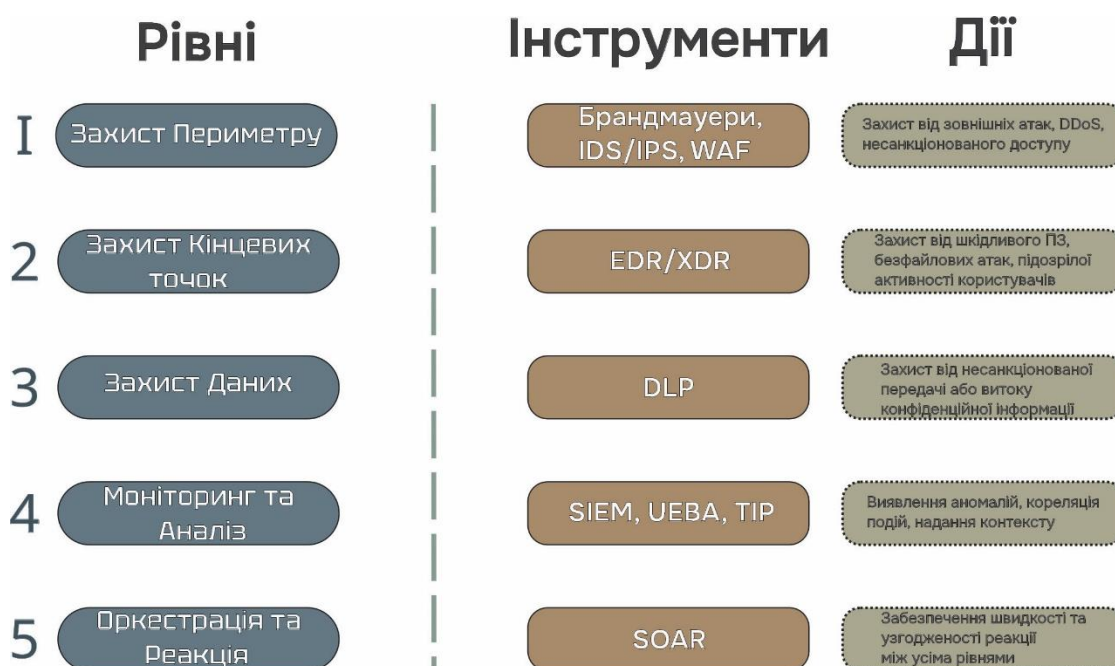 Рівні Інструменти Дії
I Захист Периметру
Брандмауери,
IDS/IPS, WAF
Захист від зовнішніх атак, DDoS,
несанкціонованого доступу
2 Захист Кінцевих
точок
EDR/XDR
Захист від шкідливого ПЗ,
безфайлових атак, підозрілої
активності користувачів
3 Захист Даних
DLP
Захист від несанкціонованої
передачі або витоку
конфіденційної інформації
4 Моніторинг та
Аналіз
SIEM, UEBA, TIP
Виявлення аномалій, кореляція
подій, надання контексту
5 Оркестрація та
Реакція
SOAR
Забезпечення швидкості та
узгодженості реакції
між усіма рівнями